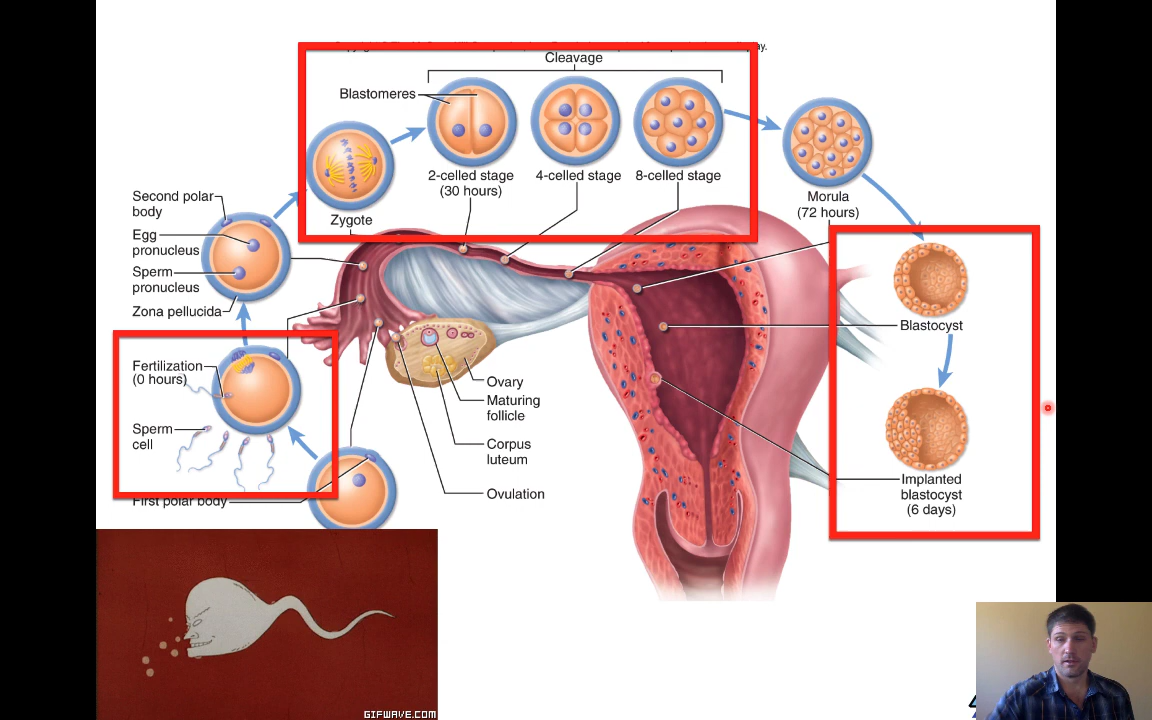 Cleavage
Blastomeres
2-celled stage
(30 hours)
4-celled stage
8-celled stage
Zygote
Morula
(72 hours)
Second polar
body
Egg
pronucleus
Sperm
pronucleus
Zona pellucida
Fertilization
(0 hours)
Sperm
cell
First polar body
Ovary
Maturing
follicle
Corpus
luteum
Ovulation
Blastocyst
Implanted
blastocyst
(6 days)
GIFWAVE.COM